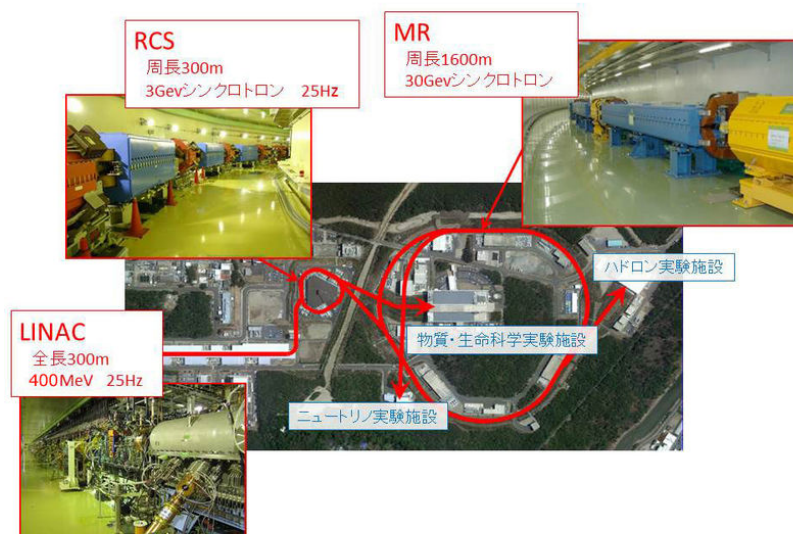 RCS
周長300m
3Gevシンクロトロン　25Hz
MR
周長1600m
30Gevシンクロトロン
ハドロン実験施設
LINAC
全長300m
400MeV　25Hz
物質・生命科学実験施設
ニュートリノ実験施設